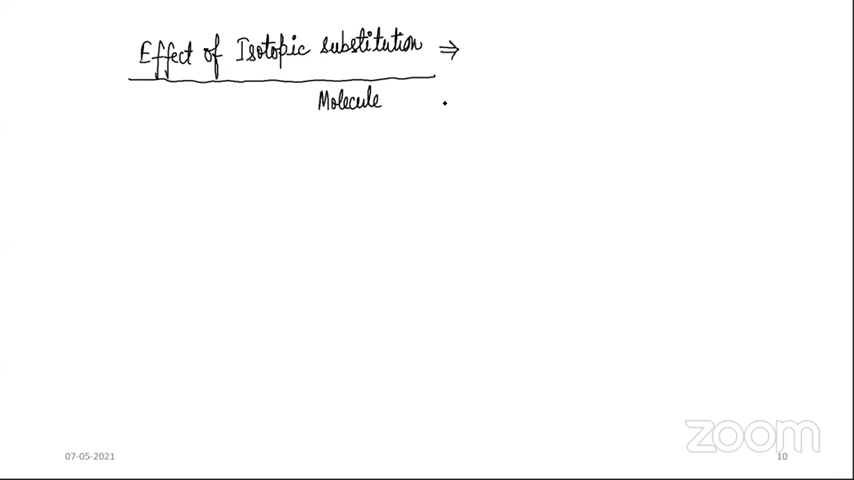 Effect of Isotopic substitution ⇒
Molecule
zoom
07-05-2021
10